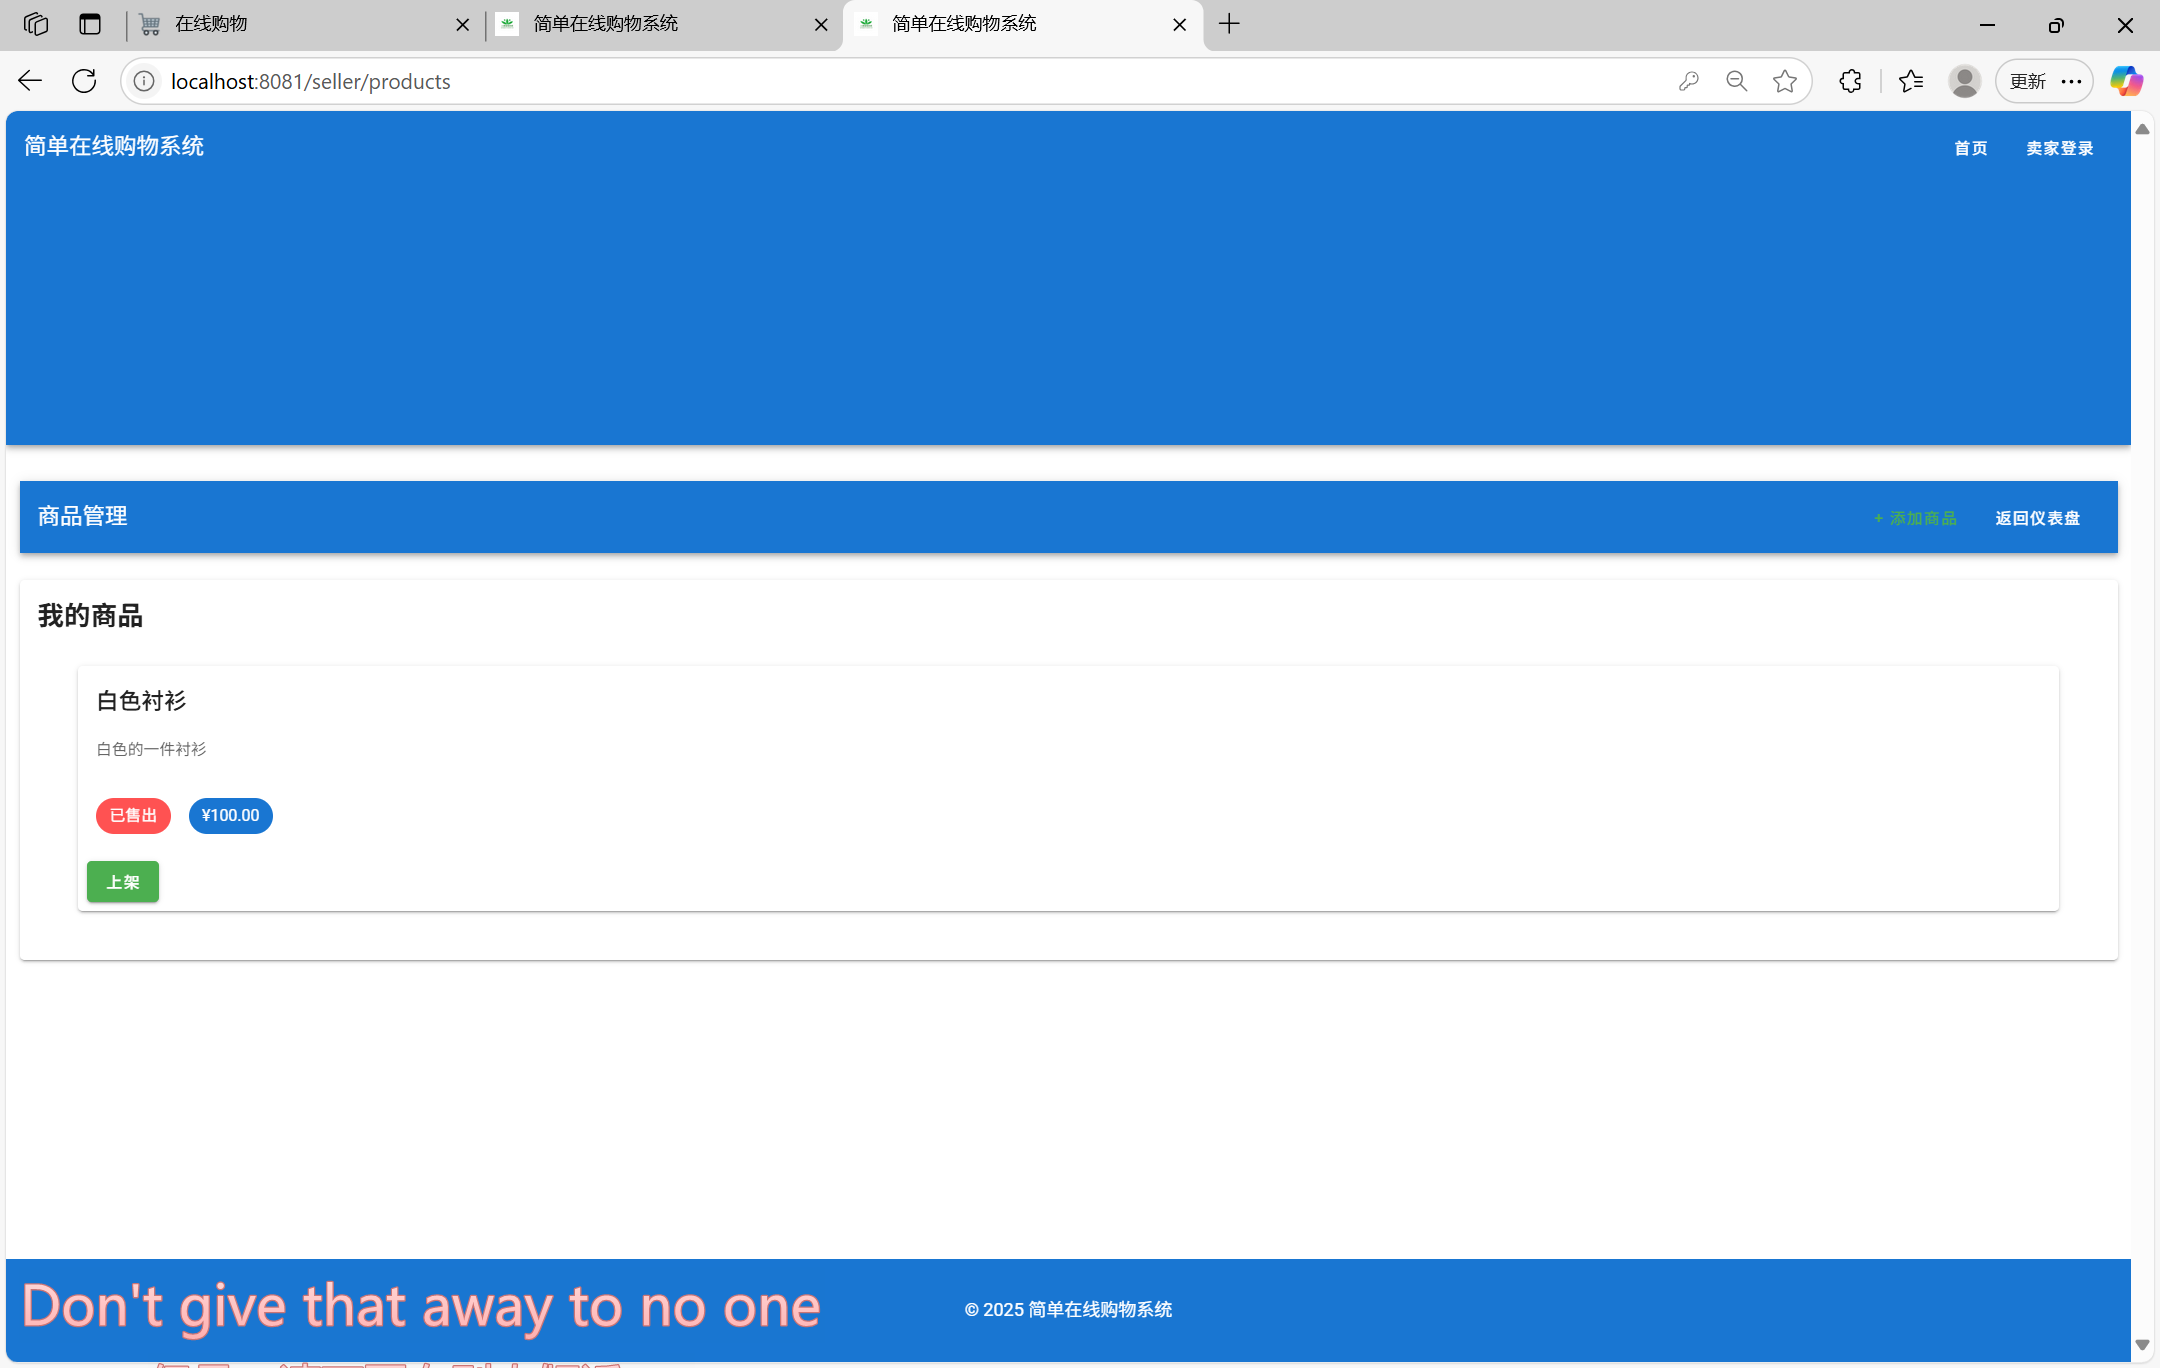 在线购物
简单在线购物系统
简单在线购物系统
localhost:8081/seller/products
更新
简单在线购物系统
首页
卖家登录
商品管理
+ 添加商品
返回仪表盘
我的商品
白色衬衫
白色的一件衬衫
已售出
¥100.00
上架
Don't give that away to no one
© 2025 简单在线购物系统